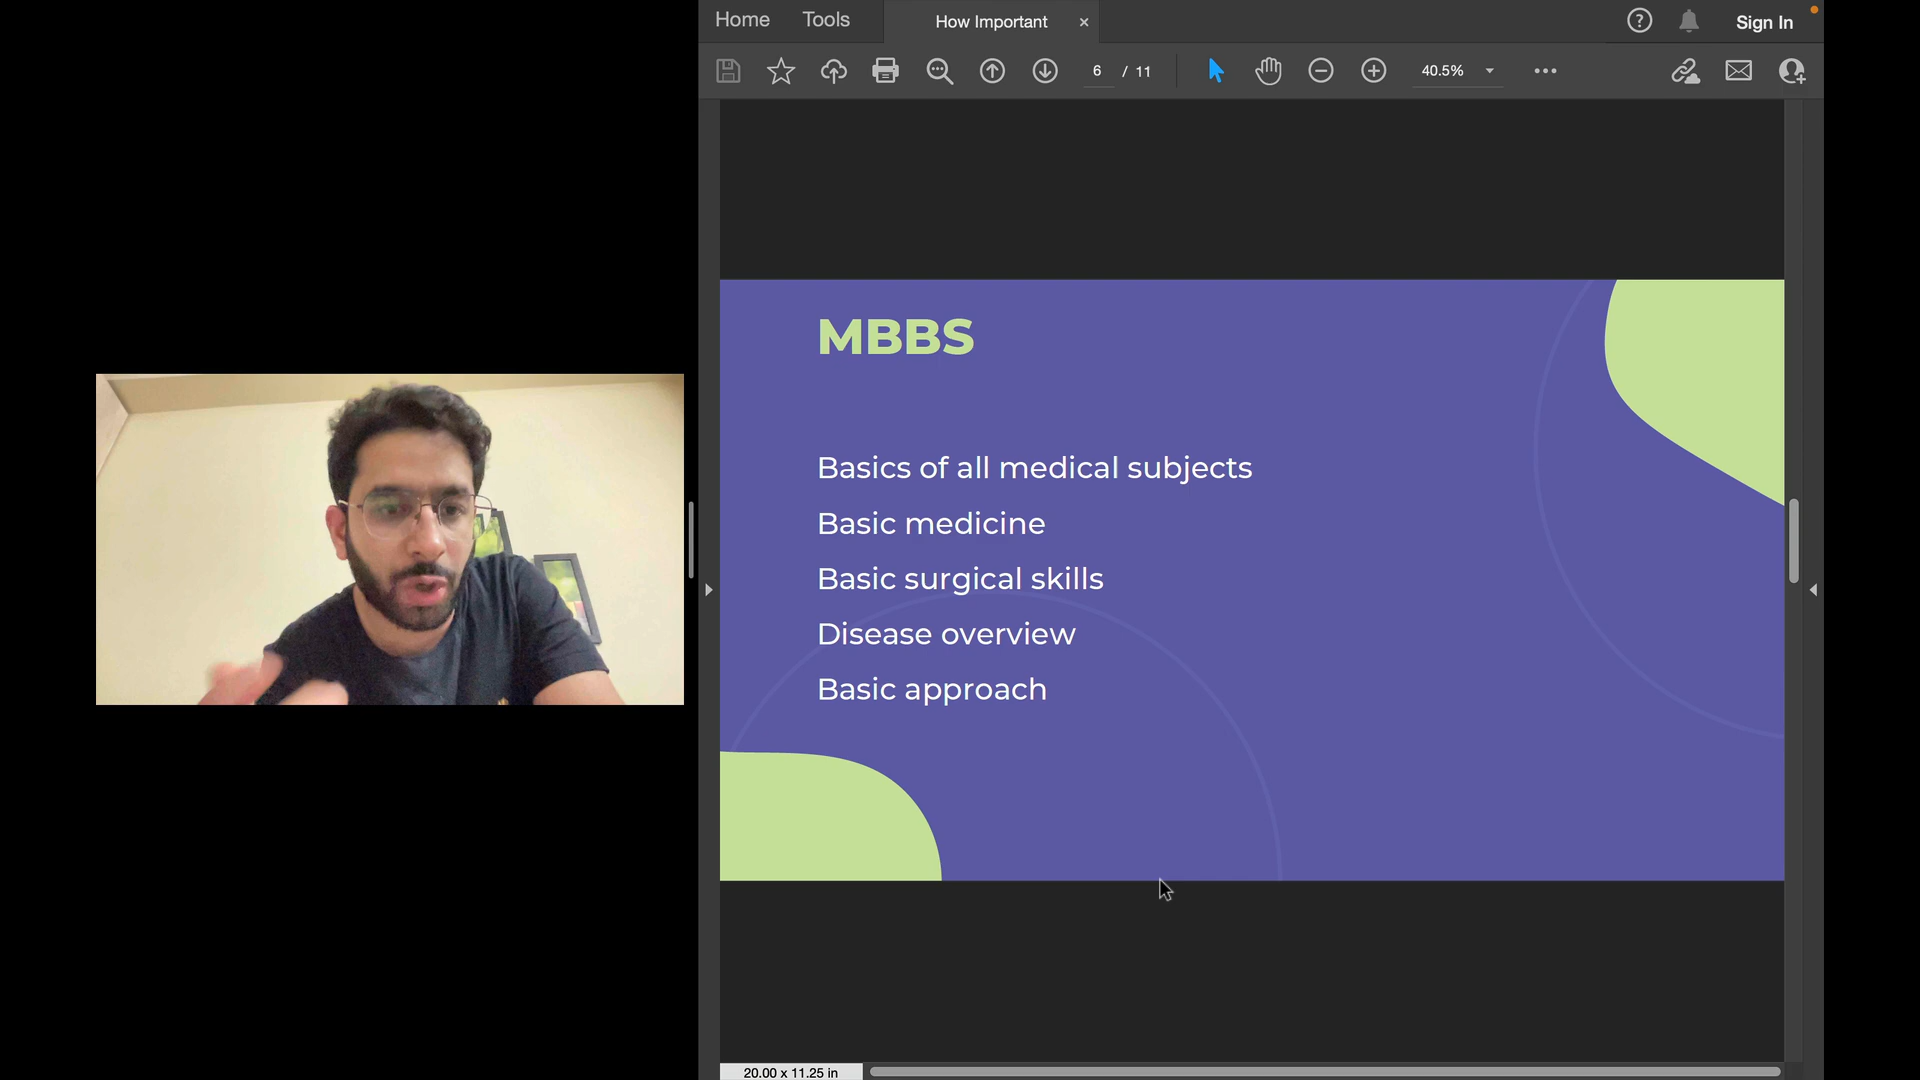 Home Tools How Important × Sign In
6 / 11 40.5%
MBBS
Basics of all medical subjects
Basic medicine
Basic surgical skills
Disease overview
Basic approach
20.00 x 11.25 in